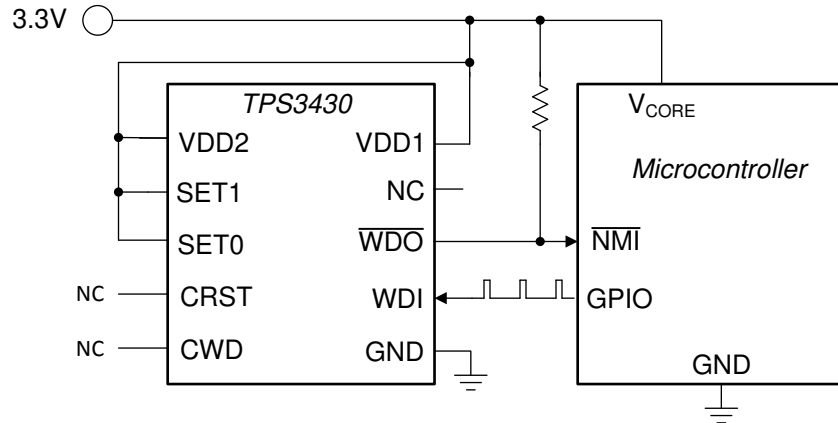 3.3V
TPS3430
VDD2
VDD1
SET1
NC
SET0
WDO
NC
CRST
WDI
NC
CWD
GND
VCORE
Microcontroller
NMI
GPIO
GND